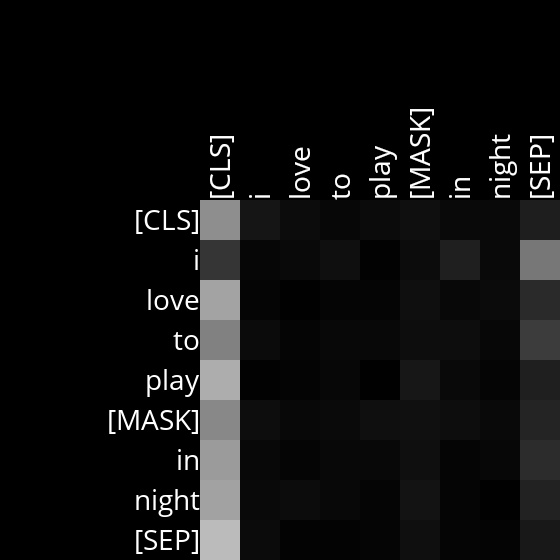 [CLS] i love to play [MASK] in night [SEP]
[CLS]
i
love
to
play
[MASK]
in
night
[SEP]